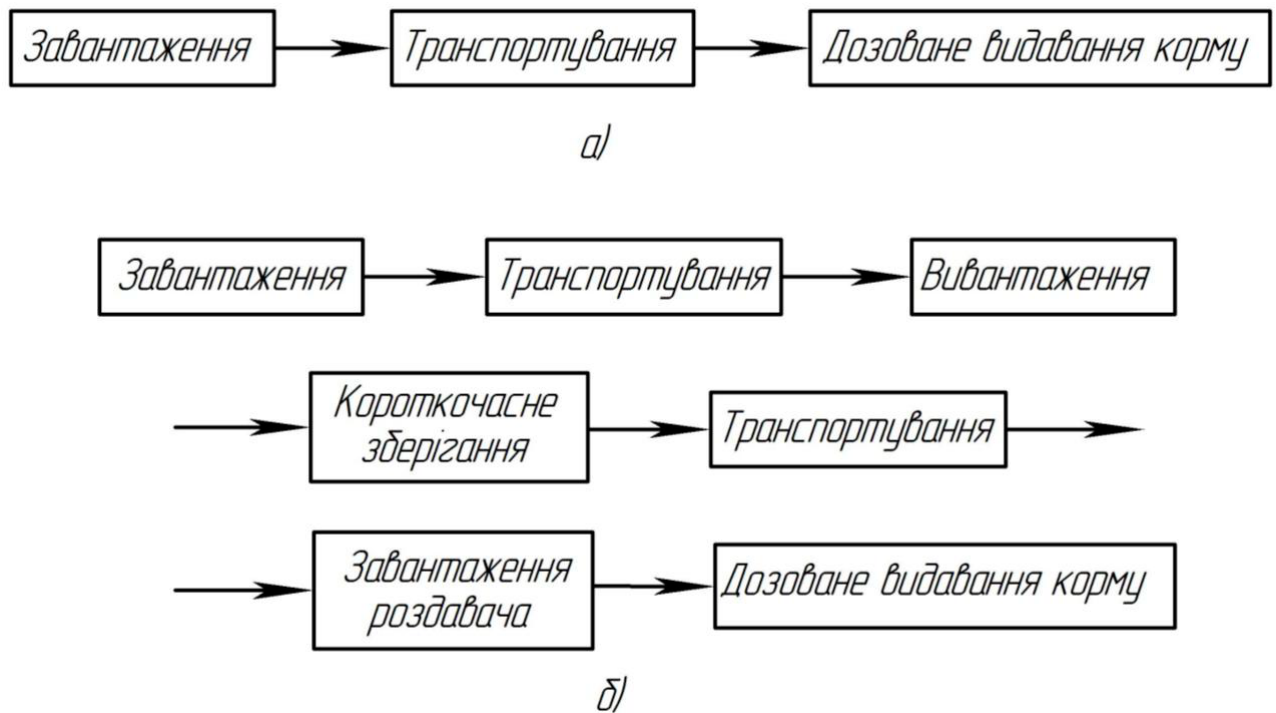 Завантаження Транспортування Дозоване видавання корму
а)
Завантаження Транспортування Вивантаження
Короткочасне
зберігання
Транспортування
Завантаження
роздавача
Дозоване видавання корму
б)